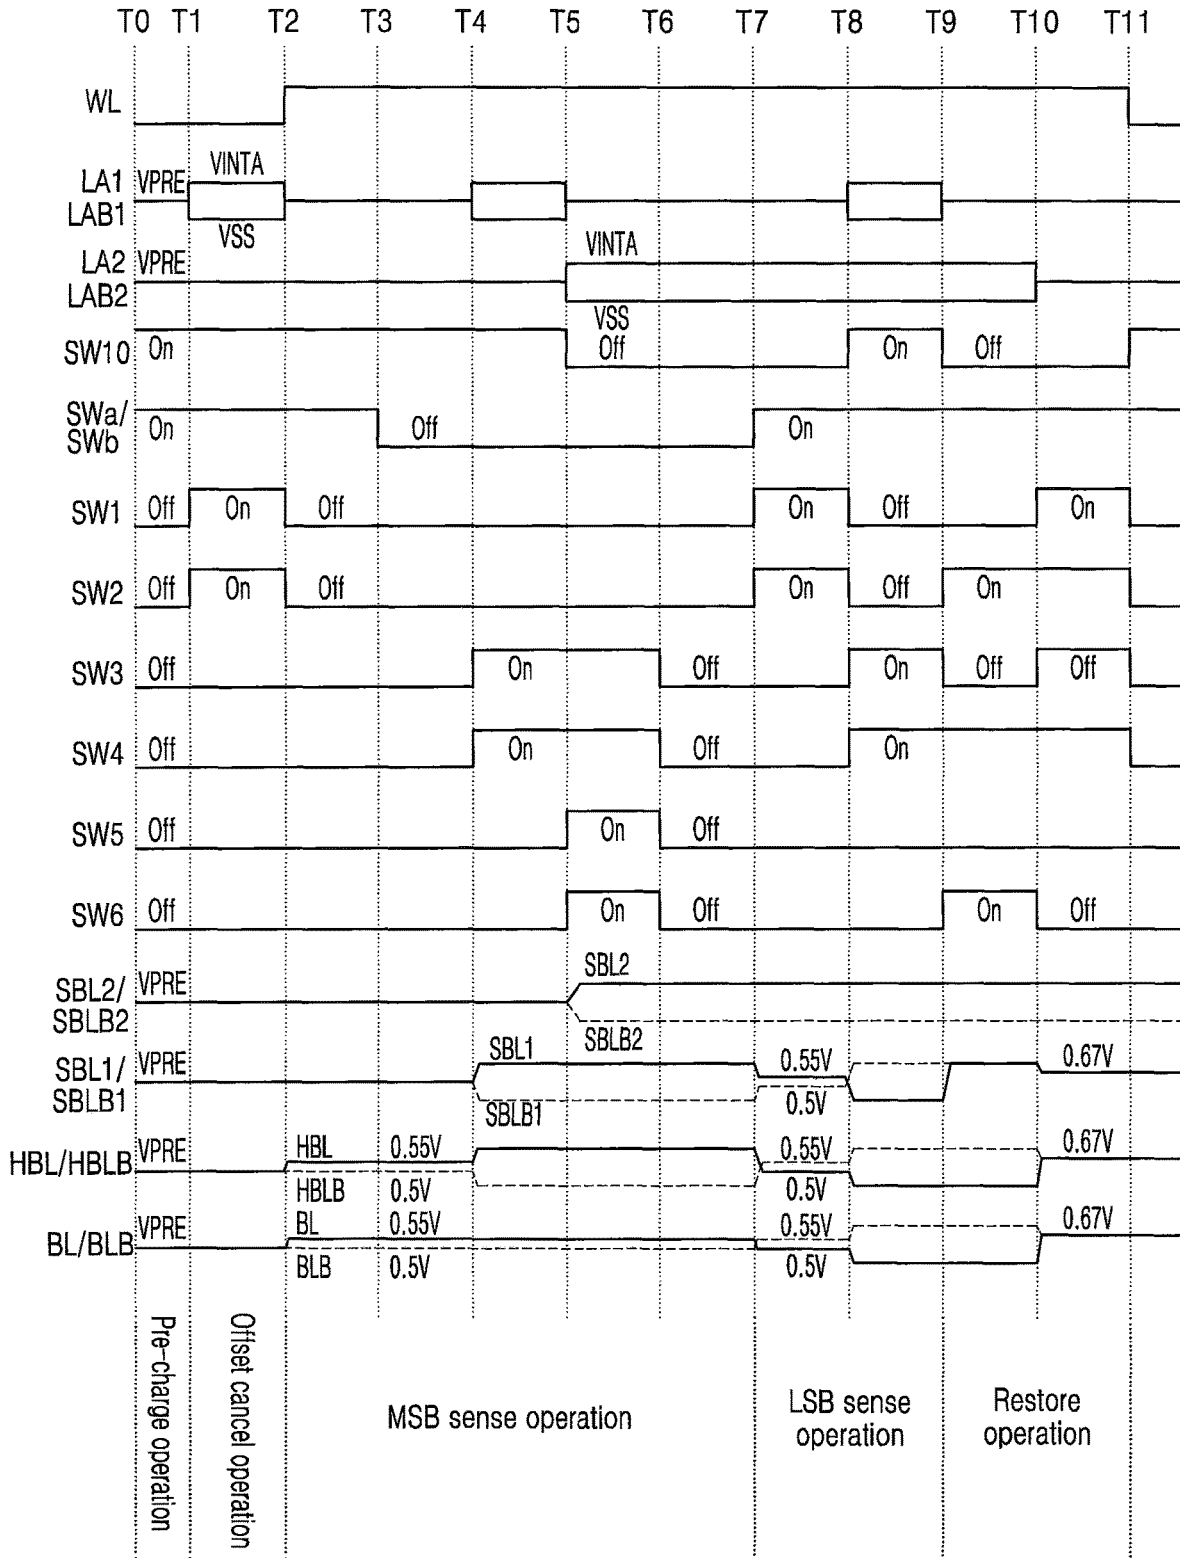 T0 T1 T2 T3 T4 T5 T6 T7 T8 T9 T10 T11
WL
LA1 VPRE VINTA
LAB1 VSS
LA2 VPRE VINTA
LAB2 VSS
SW10 On Off On Off
SWa/
SWb On Off On
SW1 Off On Off On Off On
SW2 Off On Off On Off On
SW3 Off On Off On Off Off
SW4 Off On Off On
SW5 Off On Off
SW6 Off On Off On Off
SBL2/ VPRE SBL2
SBLB2 SBLB2
SBL1/ VPRE SBL1 0.55V 0.67V
SBLB1 SBLB1 0.5V
HBL/HBLB VPRE HBL 0.55V 0.55V 0.67V
HBLB 0.5V 0.5V
BL/BLB VPRE BL 0.55V 0.55V 0.67V
BLB 0.5V 0.5V
Pre-charge operation
Offset cancel operation
MSB sense operation
LSB sense
operation
Restore
operation